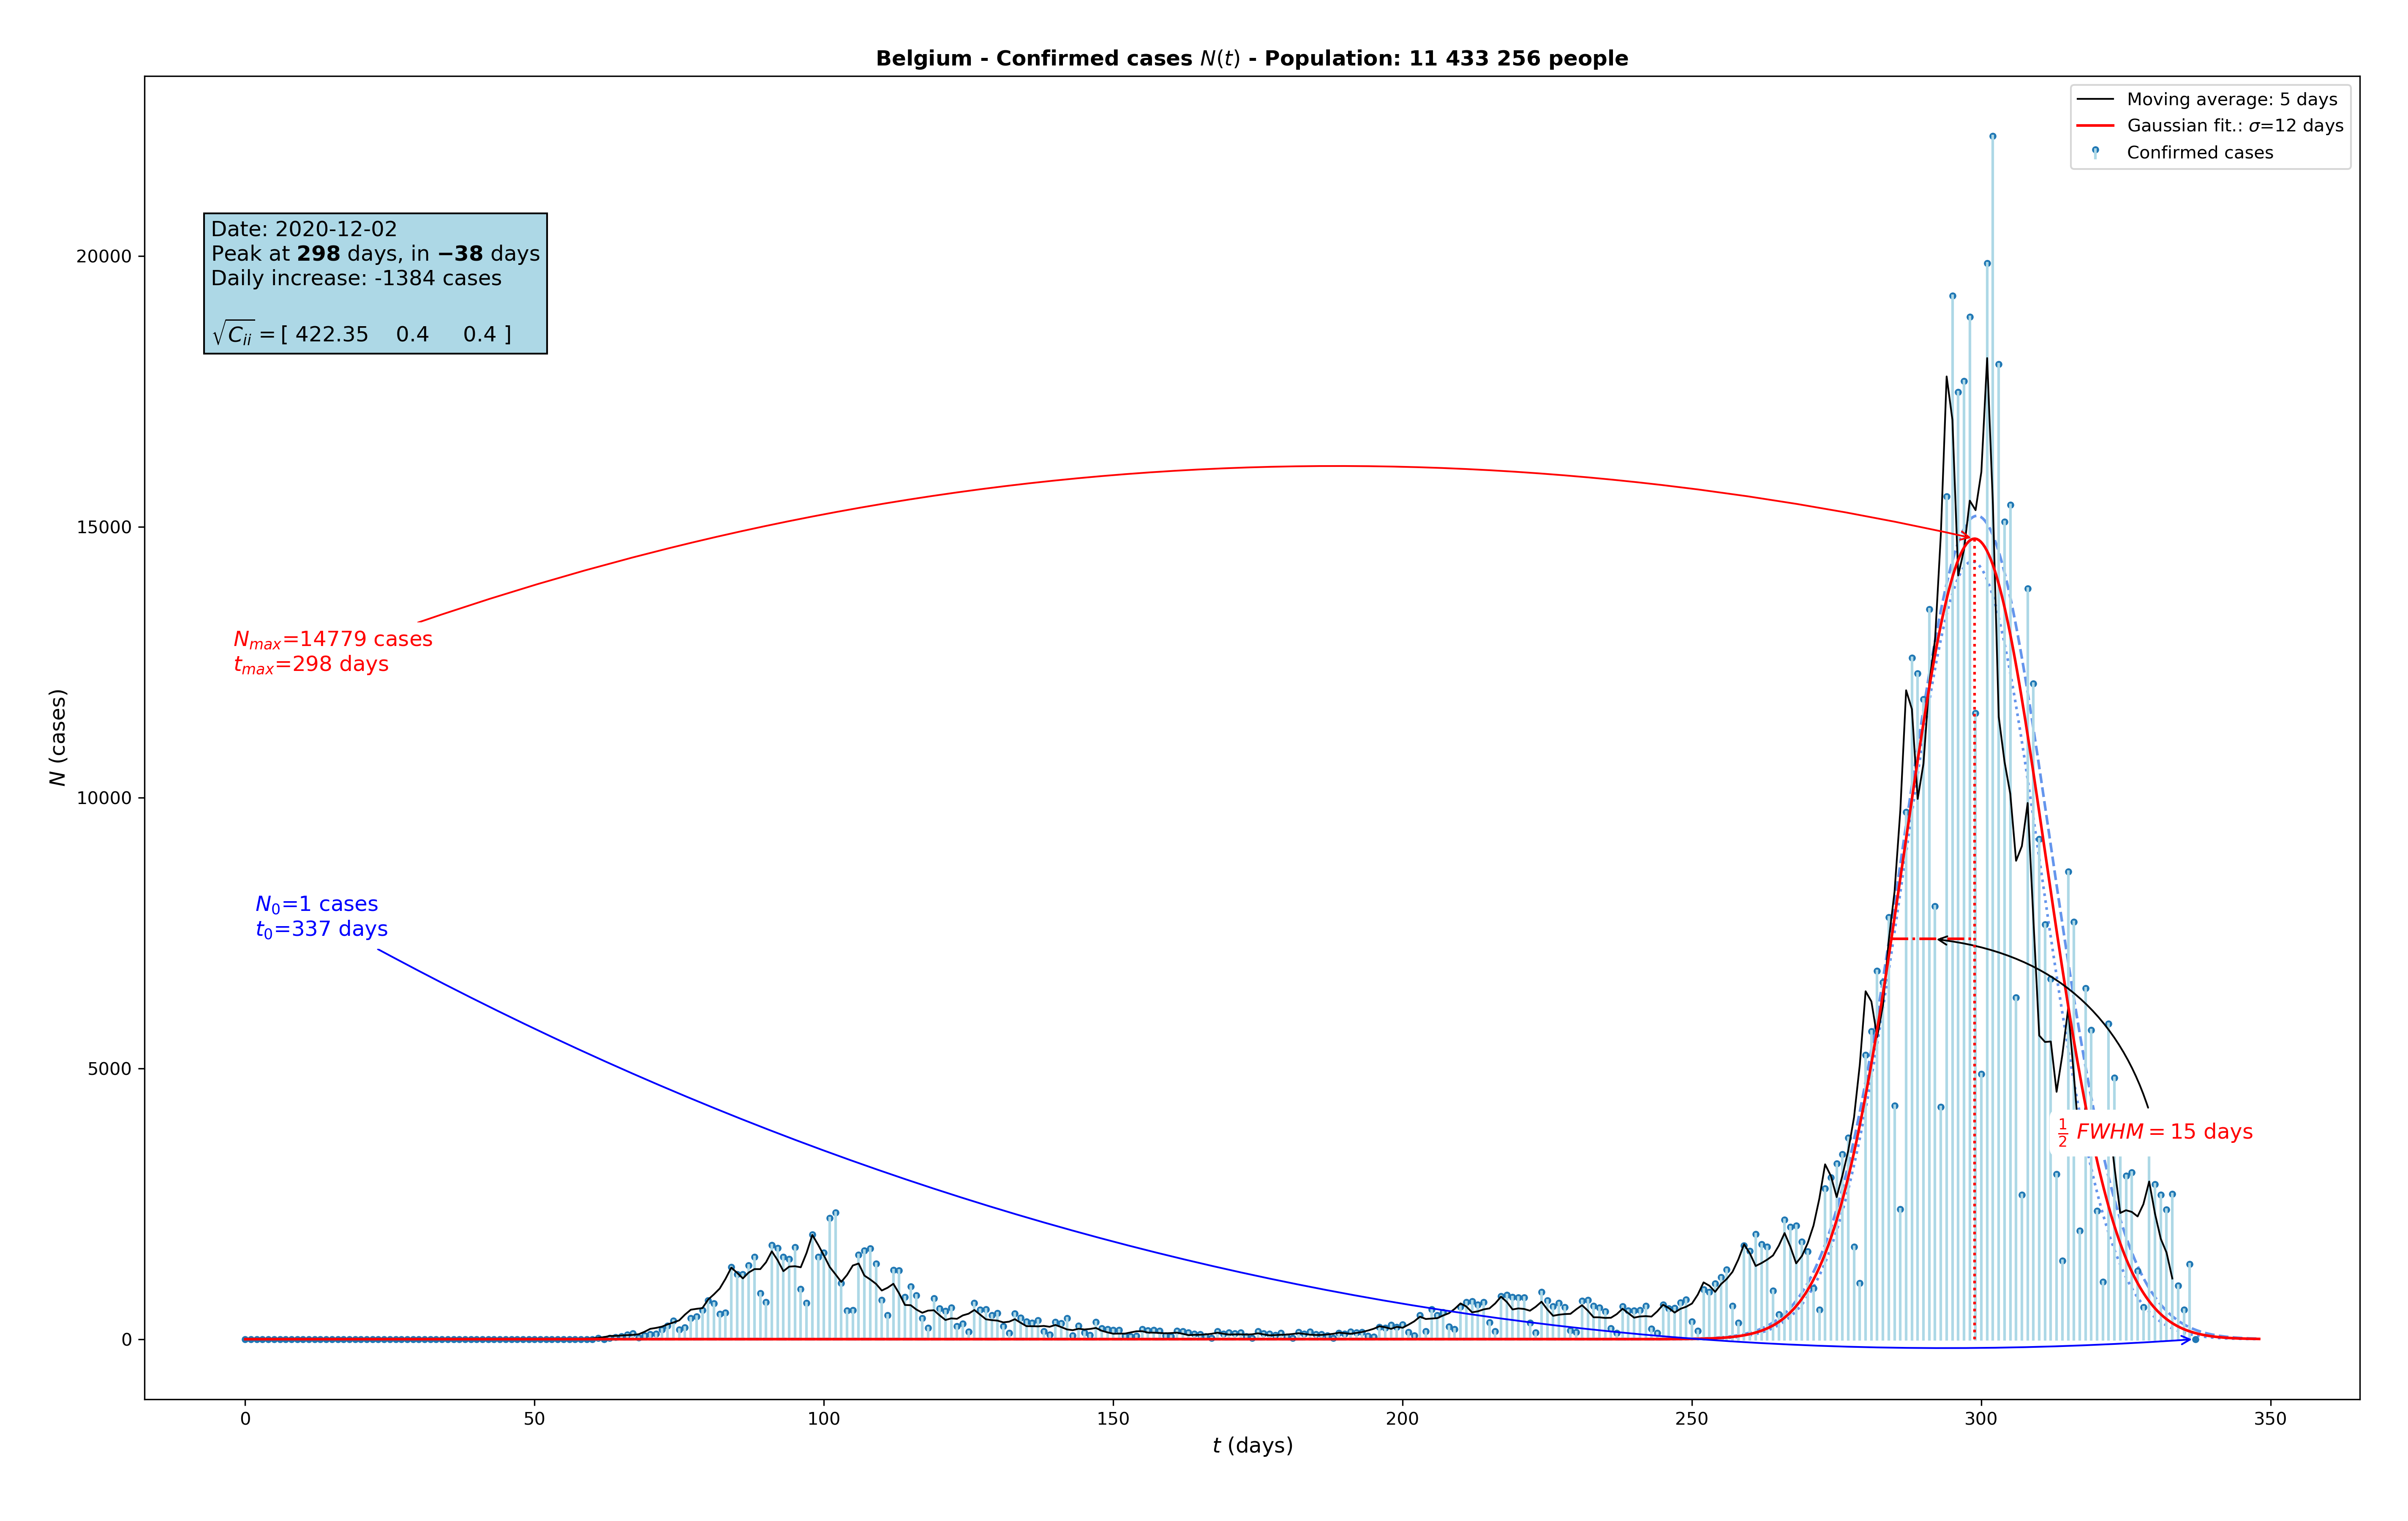 Belgium - Confirmed cases N(t) - Population: 11 433 256 people
Moving average: 5 days
Gaussian fit.: σ=12 days
Confirmed cases
Date: 2020-12-02
Peak at 298 days, in −38 days
Daily increase: -1384 cases
√C_ii = [ 422.35 0.4 0.4 ]
N_max=14779 cases
t_max=298 days
N_0=1 cases
t_0=337 days
1/2 FWHM = 15 days
N (cases)
20000
15000
10000
5000
0
0 50 100 150 200 250 300 350
t (days)